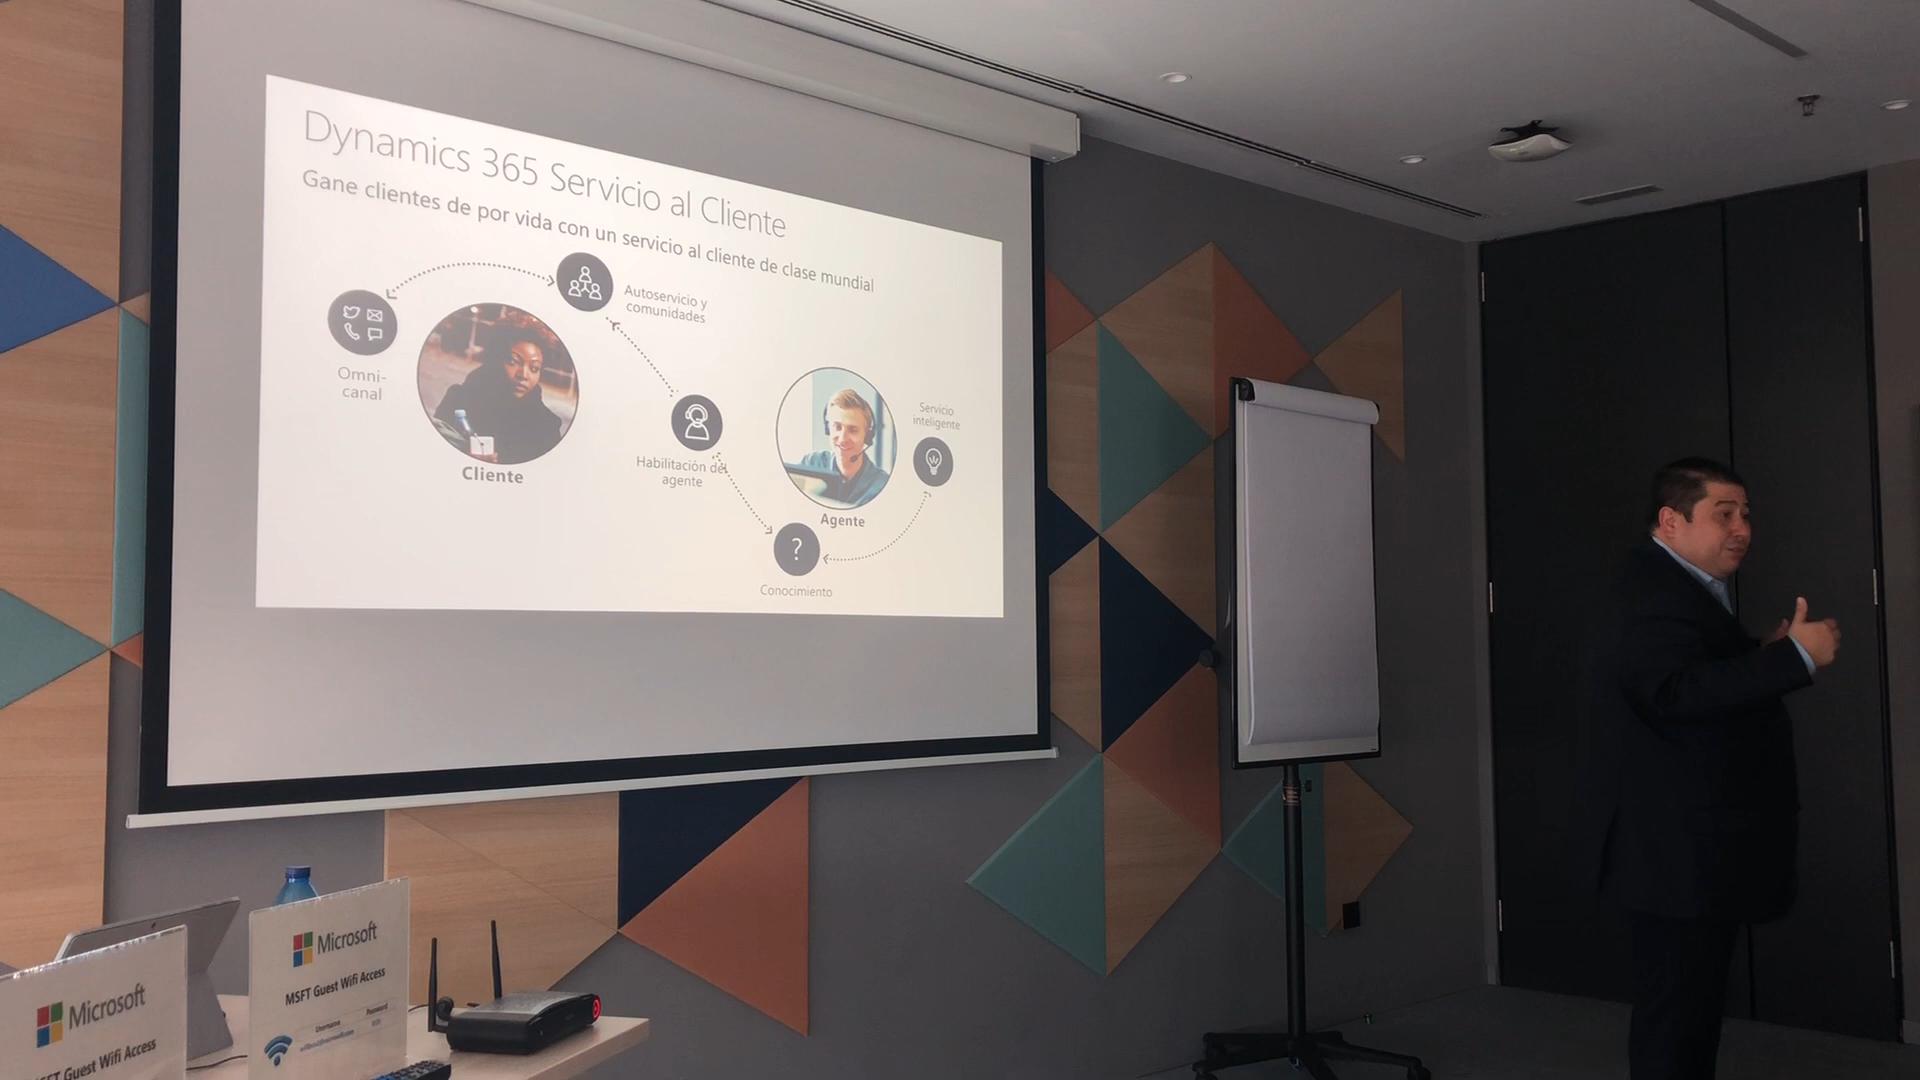 Dynamics 365 Servicio al Cliente
Gane clientes de por vida con un servicio al cliente de clase mundial
Omni-
canal
Autoservicio y
comunidades
Cliente
Habilitación del
agente
Servicio
inteligente
Agente
?
Conocimiento
Microsoft
MSFT Guest Wifi Access
Username
Password
Microsoft
Guest Wifi Access